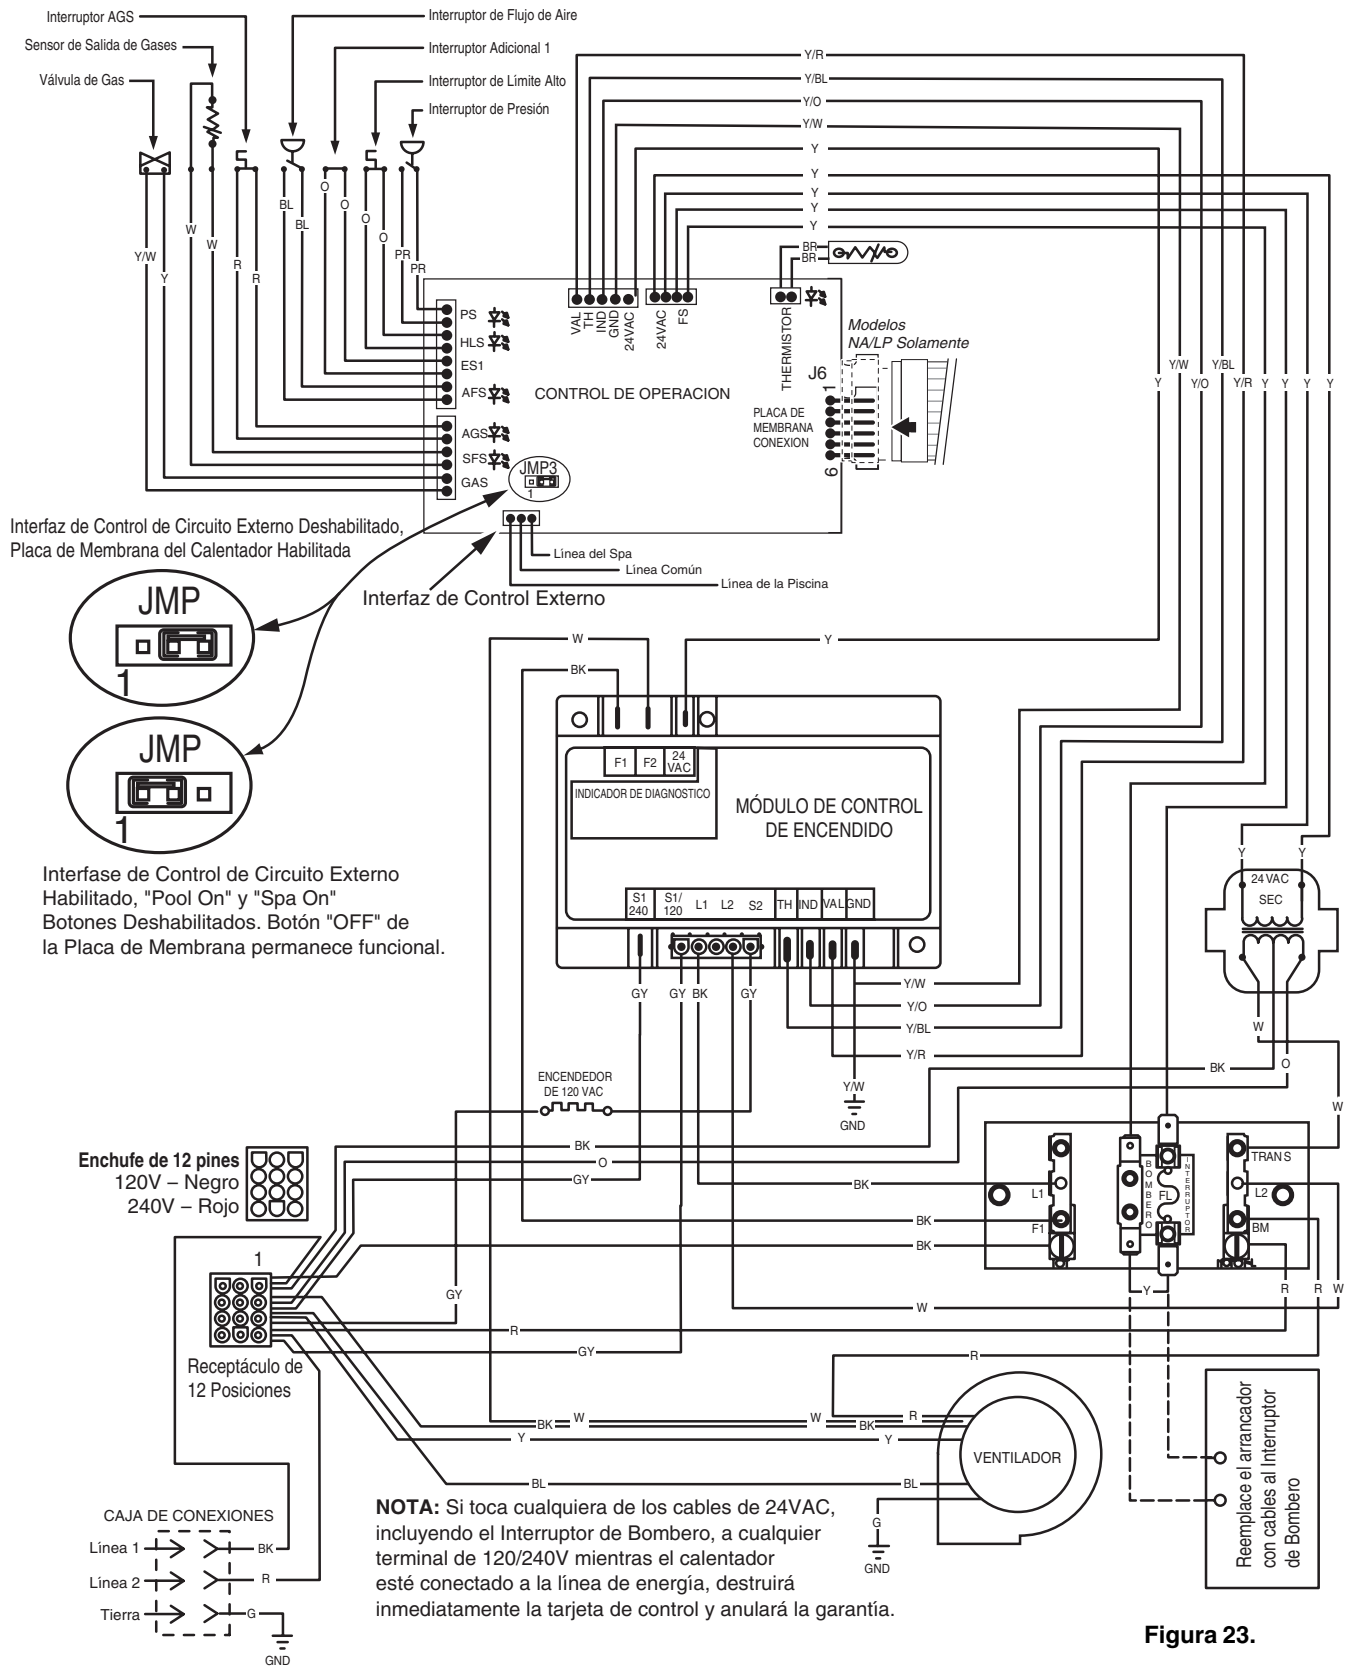 Interruptor AGS
Sensor de Salida de Gases
Válvula de Gas
Interruptor de Flujo de Aire
Interruptor Adicional 1
Interruptor de Límite Alto
Interruptor de Presión
Y/R
Y/BL
Y/O
Y/W
Y
Y
Y
Y
Y
BR
BR
Y/W
Y
W
W
R
R
BL
BL
O
O
O
O
PR
PR
PS
HLS
ES1
AFS
AGS
SFS
GAS
VAL
TH
IND
GND
24VAC
24VAC
FS
THERMISTOR
CONTROL DE OPERACION
JMP3
1
Modelos
NA/LP Solamente
J6
1
6
PLACA DE
MEMBRANA
CONEXION
Y
Y/W
Y/O
Y/BL
Y/R
Y
Y
Y
Y
Línea del Spa
Línea Común
Línea de la Piscina
Interfaz de Control Externo
Interfaz de Control de Circuito Externo Deshabilitado,
Placa de Membrana del Calentador Habilitada
JMP
1
JMP
1
Interfase de Control de Circuito Externo
Habilitado, "Pool On" y "Spa On"
Botones Deshabilitados. Botón "OFF" de
la Placa de Membrana permanece funcional.
W
BK
Y
F1
F2
24
VAC
INDICADOR DE DIAGNOSTICO
MÓDULO DE CONTROL
DE ENCENDIDO
S1
240
S1/
120
L1
L2
S2
TH
IND
VAL
GND
GY
GY
BK
GY
Y/W
Y/O
Y/BL
Y/R
Y/W
GND
Y
Y
24 VAC
SEC
W
O
BK
W
ENCENDEDOR
DE 120 VAC
BK
O
GY
BK
BK
BK
Enchufe de 12 pines
120V – Negro
240V – Rojo
1
Receptáculo de
12 Posiciones
L1
F1
BOMBERO
FL
INTERRUPTOR
TRANS
L2
BM
Y
R
R
W
GY
W
R
GY
R
W
BK
Y
BL
W
R
BK
Y
BL
VENTILADOR
G
GND
Reemplace el arrancador
con cables al Interruptor
de Bombero
CAJA DE CONEXIONES
Línea 1
BK
Línea 2
R
Tierra
G
GND
NOTA: Si toca cualquiera de los cables de 24VAC,
incluyendo el Interruptor de Bombero, a cualquier
terminal de 120/240V mientras el calentador
esté conectado a la línea de energía, destruirá
inmediatamente la tarjeta de control y anulará la garantía.
Figura 23.